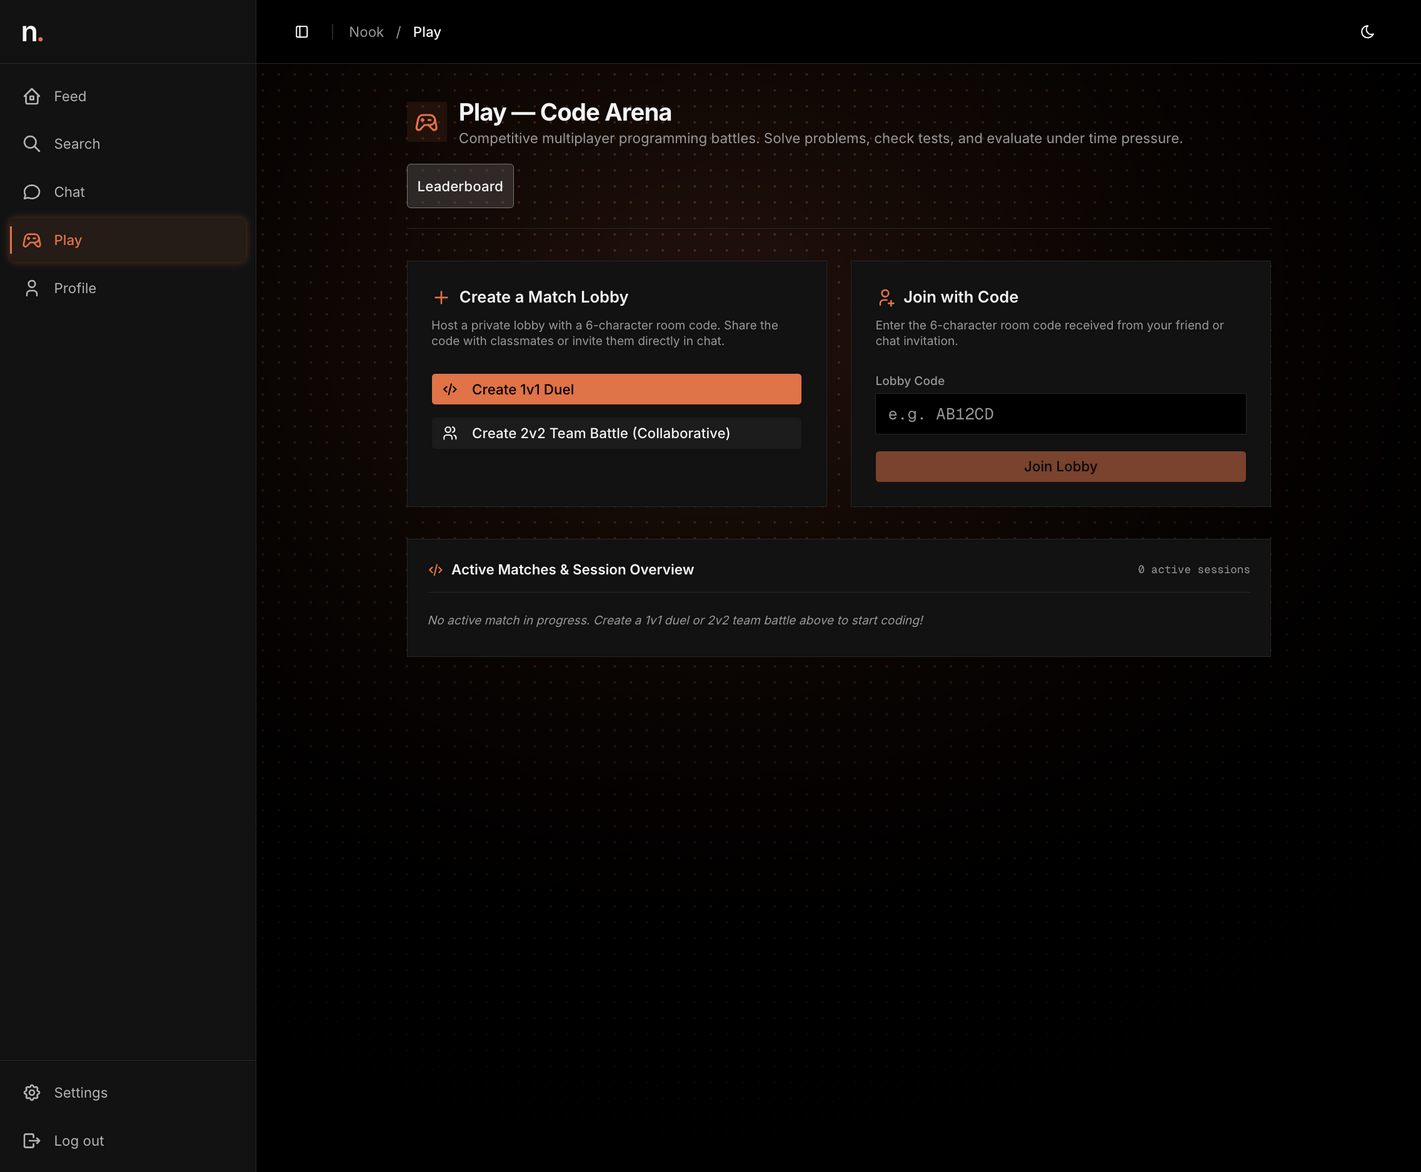 n.
Nook / Play
Feed
Search
Chat
Play
Profile
Settings
Log out
Play — Code Arena
Competitive multiplayer programming battles. Solve problems, check tests, and evaluate under time pressure.
Leaderboard
Create a Match Lobby
Host a private lobby with a 6-character room code. Share the
code with classmates or invite them directly in chat.
Create 1v1 Duel
Create 2v2 Team Battle (Collaborative)
Join with Code
Enter the 6-character room code received from your friend or
chat invitation.
Lobby Code
e.g. AB12CD
Join Lobby
Active Matches & Session Overview
0 active sessions
No active match in progress. Create a 1v1 duel or 2v2 team battle above to start coding!